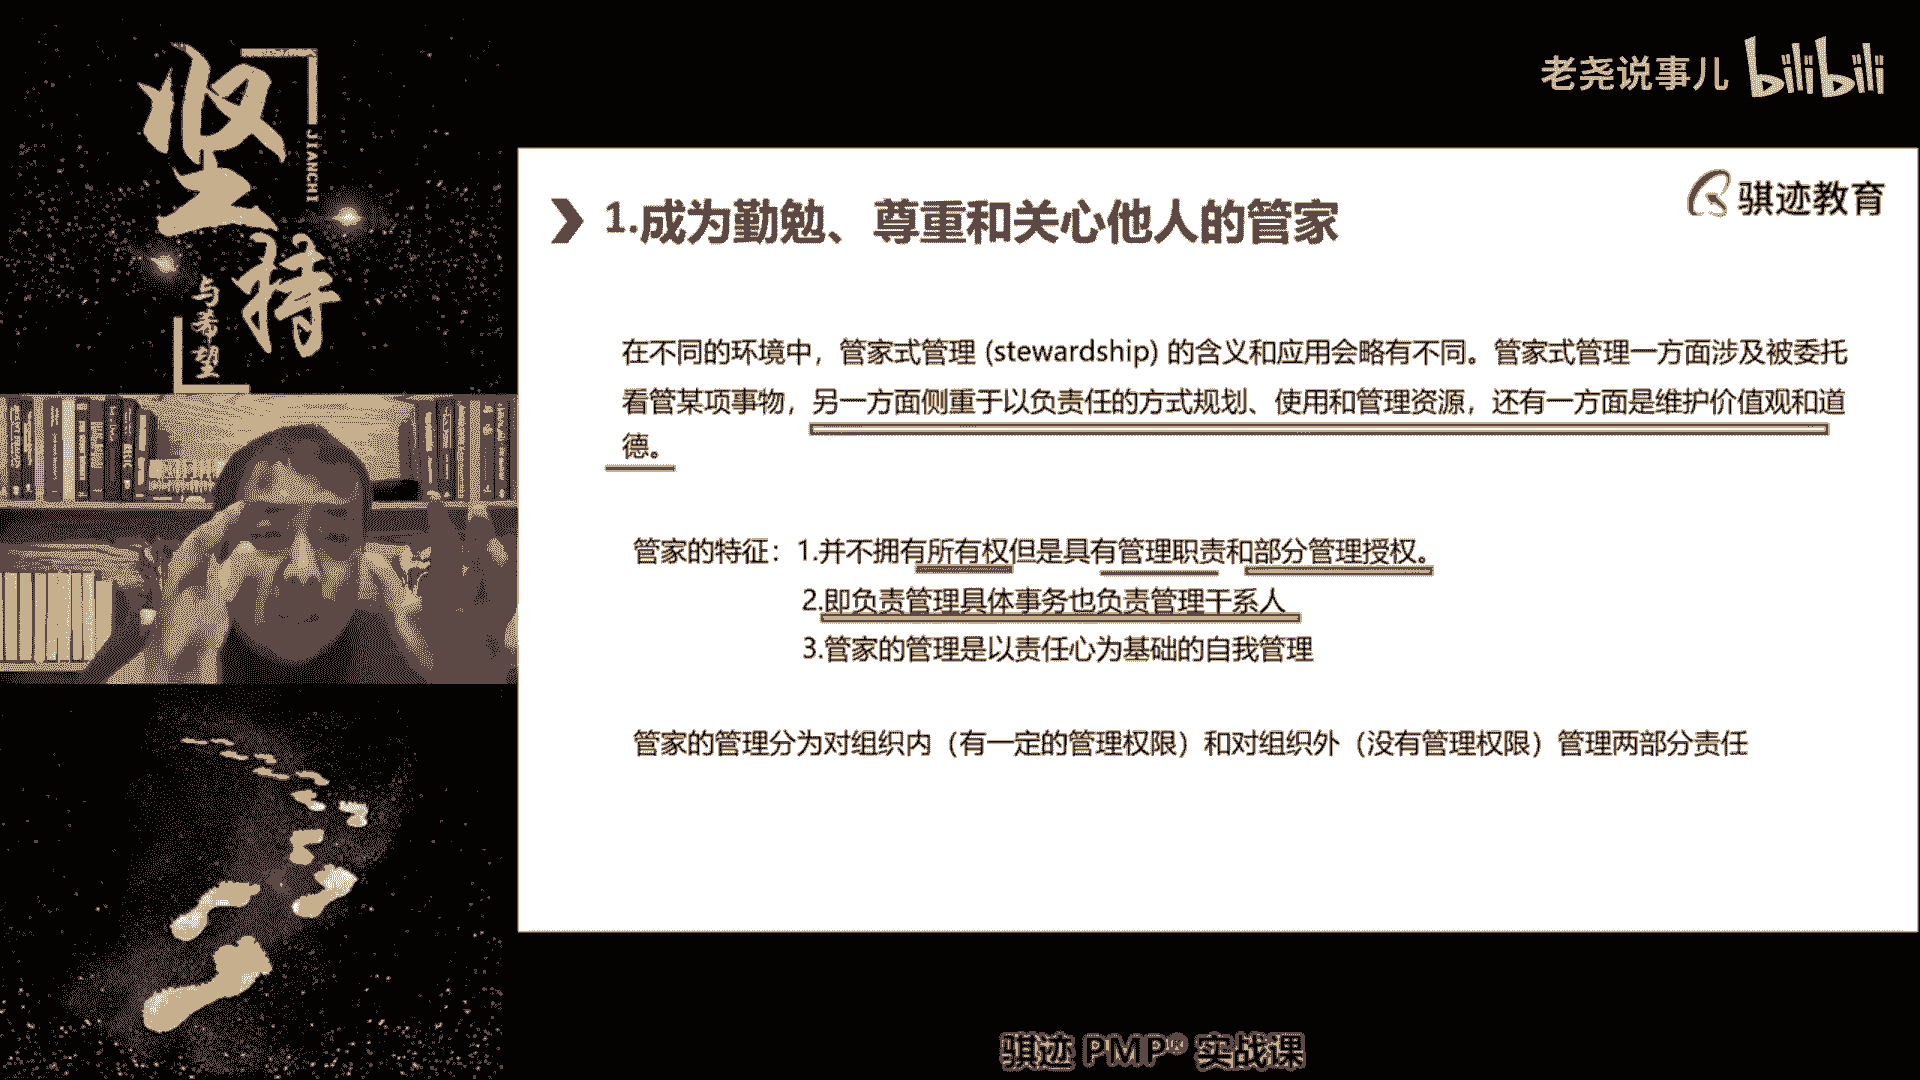 坚持
JIANCHI
与希望
老尧说事儿 bilibili
骐迹教育
1.成为勤勉、尊重和关心他人的管家
在不同的环境中，管家式管理 (stewardship) 的含义和应用会略有不同。管家式管理一方面涉及被委托
看管某项事物，另一方面侧重于以负责任的方式规划、使用和管理资源，还有一方面是维护价值观和道
德。
管家的特征：1.并不拥有所有权但是具有管理职责和部分管理授权。
2.即负责管理具体事务也负责管理干系人
3.管家的管理是以责任心为基础的自我管理
管家的管理分为对组织内（有一定的管理权限）和对组织外（没有管理权限）管理两部分责任
骐迹 PMP® 实战课